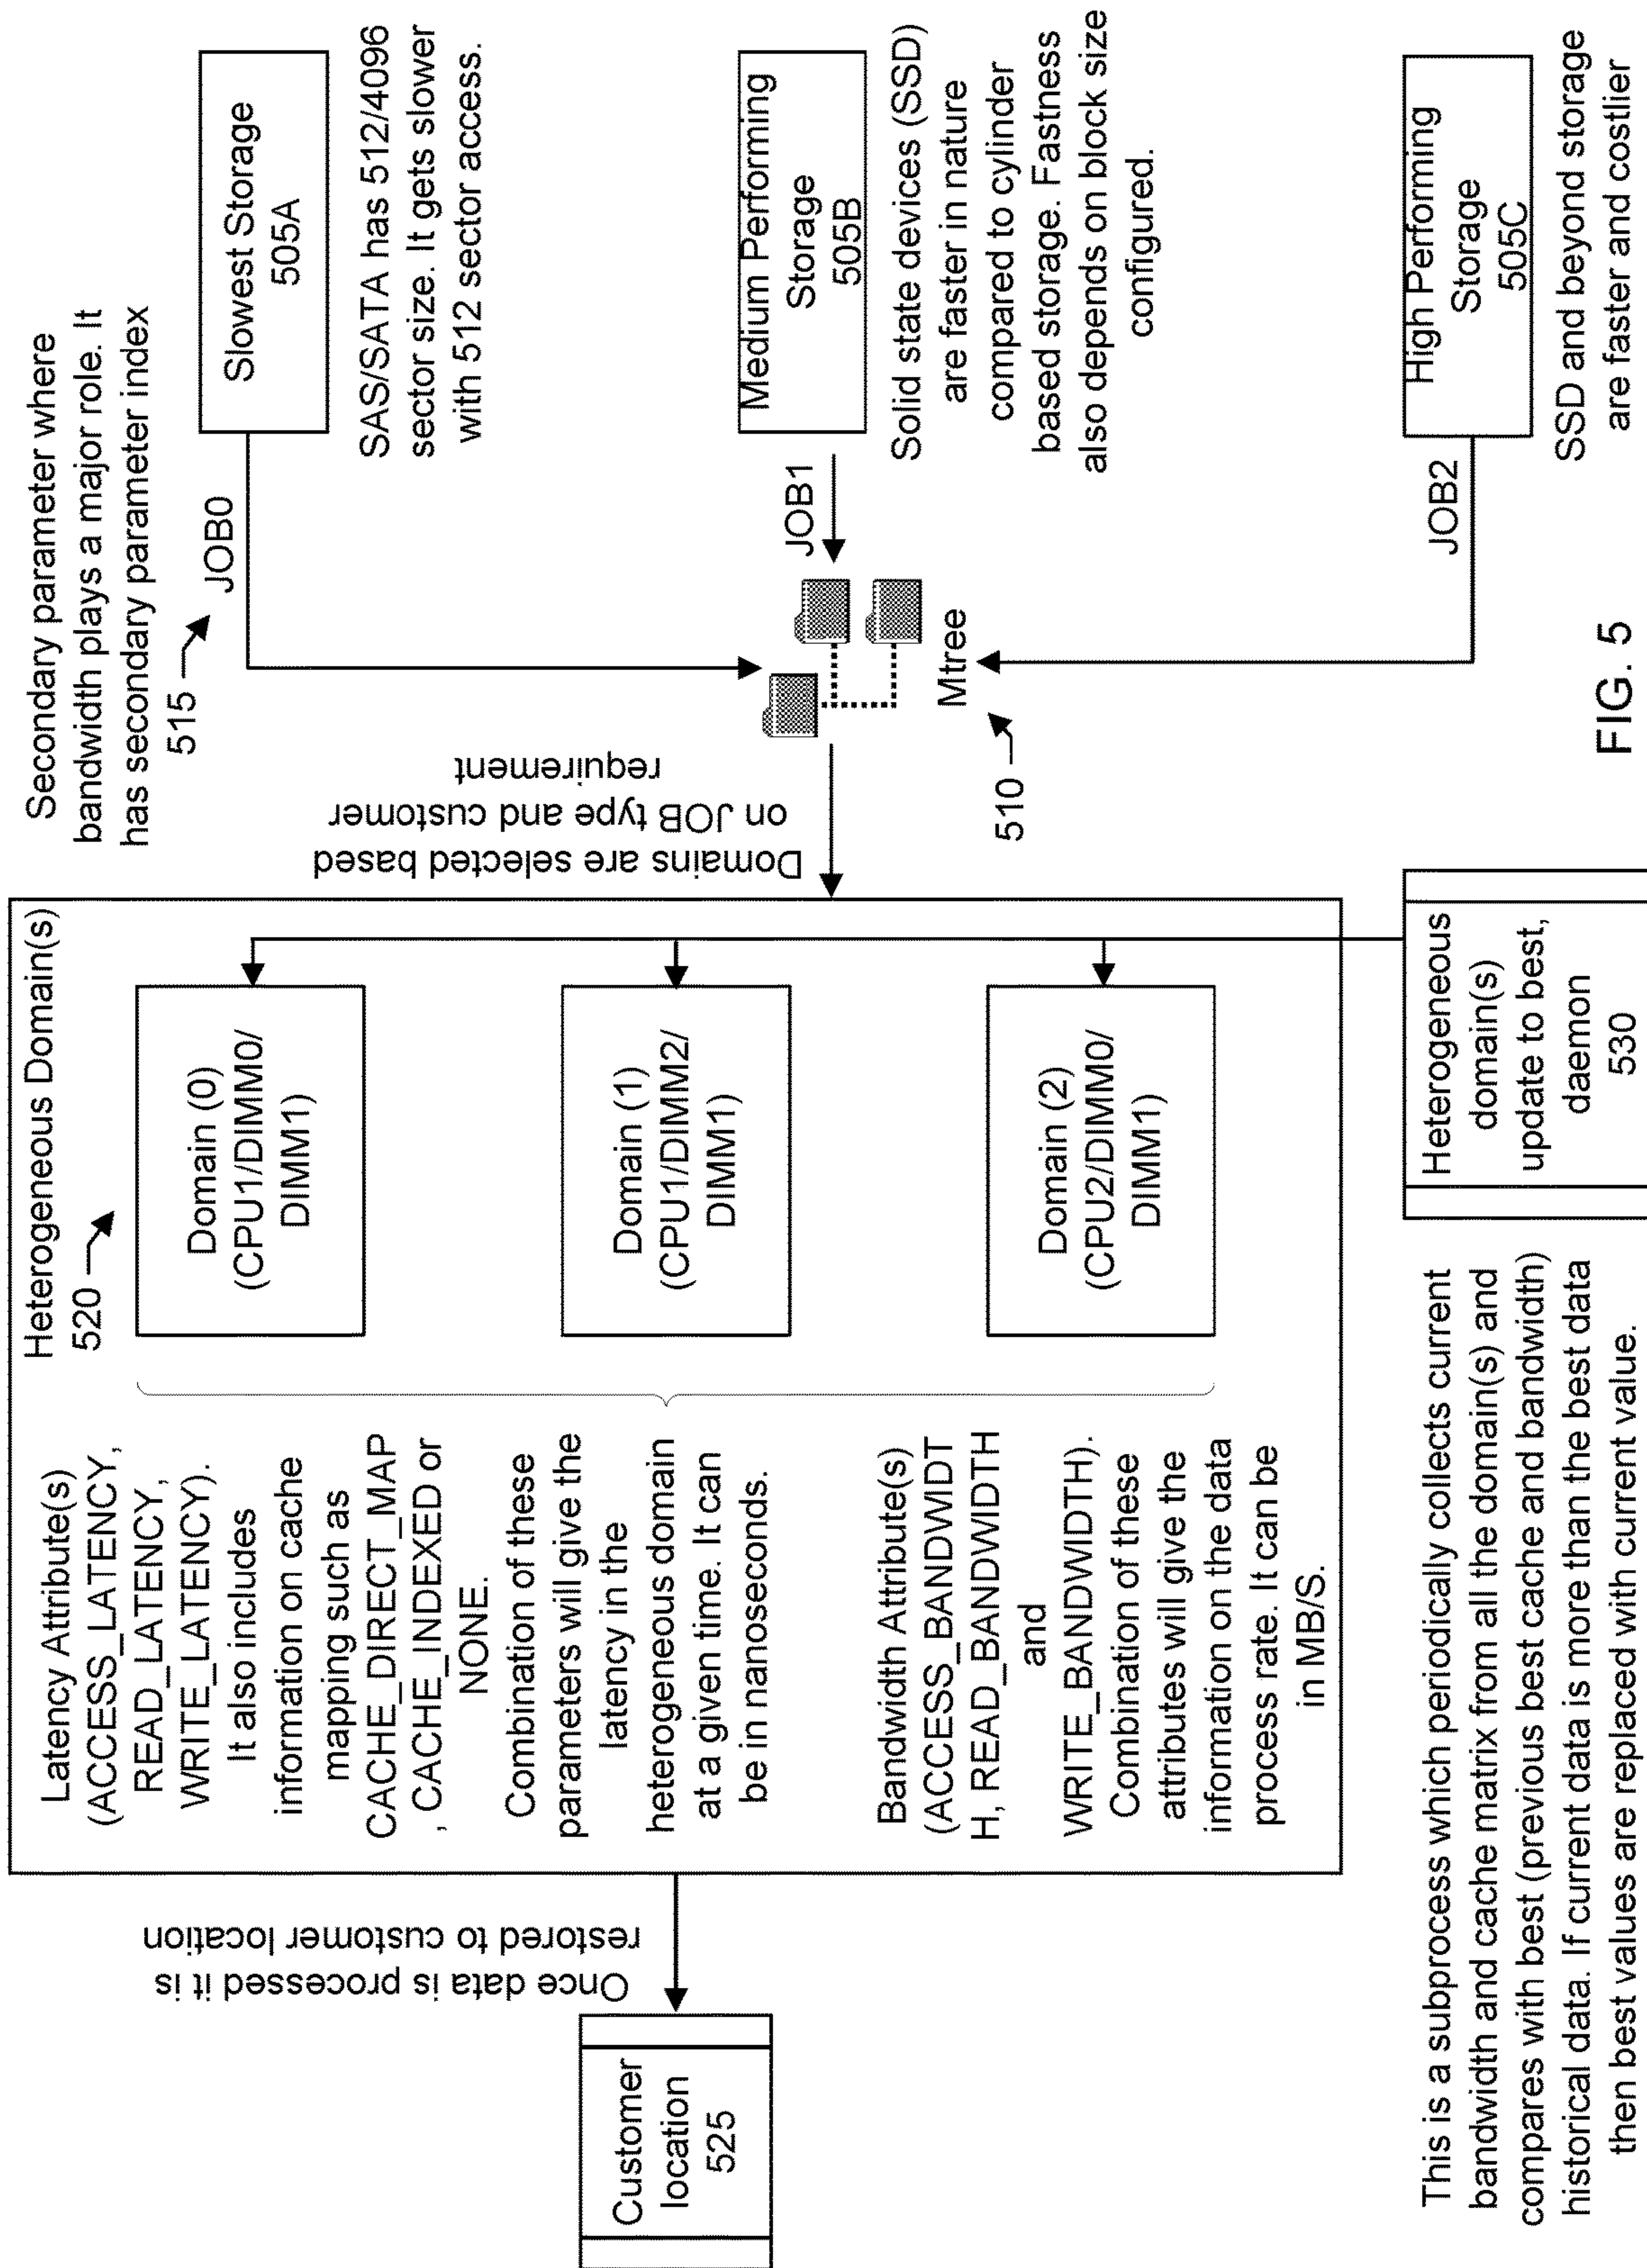 Secondary parameter where
bandwidth plays a major role. It
has secondary parameter index
515
JOB0
Slowest Storage
505A
SAS/SATA has 512/4096
sector size. It gets slower
with 512 sector access.
JOB1
Medium Performing
Storage
505B
Solid state devices (SSD)
are faster in nature
compared to cylinder
based storage. Fastness
also depends on block size
configured.
JOB2
High Performing
Storage
505C
SSD and beyond storage
are faster and costlier
Mtree
510
Domains are selected based
on JOB type and customer
requirement
Heterogeneous Domain(s)
520
Domain (0)
(CPU1/DIMM0/
DIMM1)
Domain (1)
(CPU1/DIMM2/
DIMM1)
Domain (2)
(CPU2/DIMM0/
DIMM1)
Latency Attribute(s)
(ACCESS_LATENCY,
READ_LATENCY,
WRITE_LATENCY).
It also includes
information on cache
mapping such as
CACHE_DIRECT_MAP
, CACHE_INDEXED or
NONE.
Combination of these
parameters will give the
latency in the
heterogeneous domain
at a given time. It can
be in nanoseconds.
Bandwidth Attribute(s)
(ACCESS_BANDWIDT
H, READ_BANDWIDTH
and
WRITE_BANDWIDTH).
Combination of these
attributes will give the
information on the data
process rate. It can be
in MB/S.
Once data is processed it is
restored to customer location
Customer
location
525
Heterogeneous
domain(s)
update to best,
daemon
530
This is a subprocess which periodically collects current
bandwidth and cache matrix from all the domain(s) and
compares with best (previous best cache and bandwidth)
historical data. If current data is more than the best data
then best values are replaced with current value.
FIG. 5